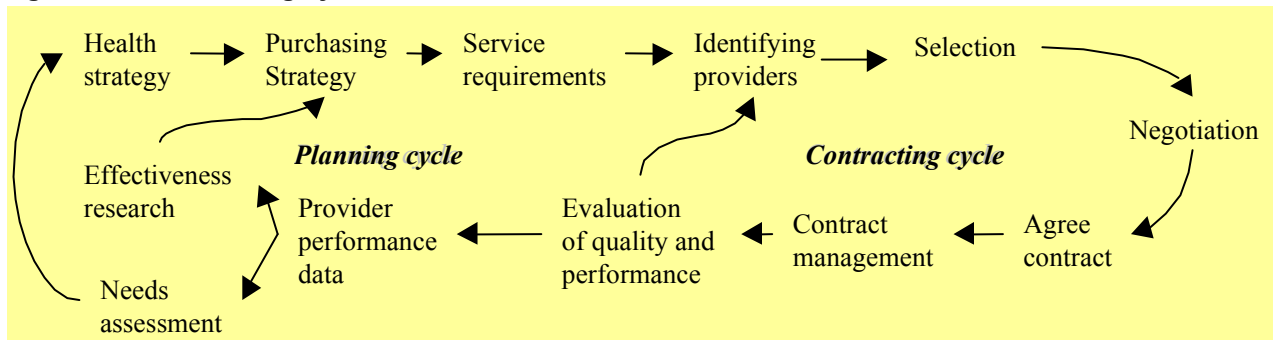 Health
strategy
Purchasing
Strategy
Service
requirements
Identifying
providers
Selection
Negotiation
Planning cycle
Contracting cycle
Effectiveness
research
Provider
performance
data
Evaluation
of quality and
performance
Contract
management
Agree
contract
Needs
assessment